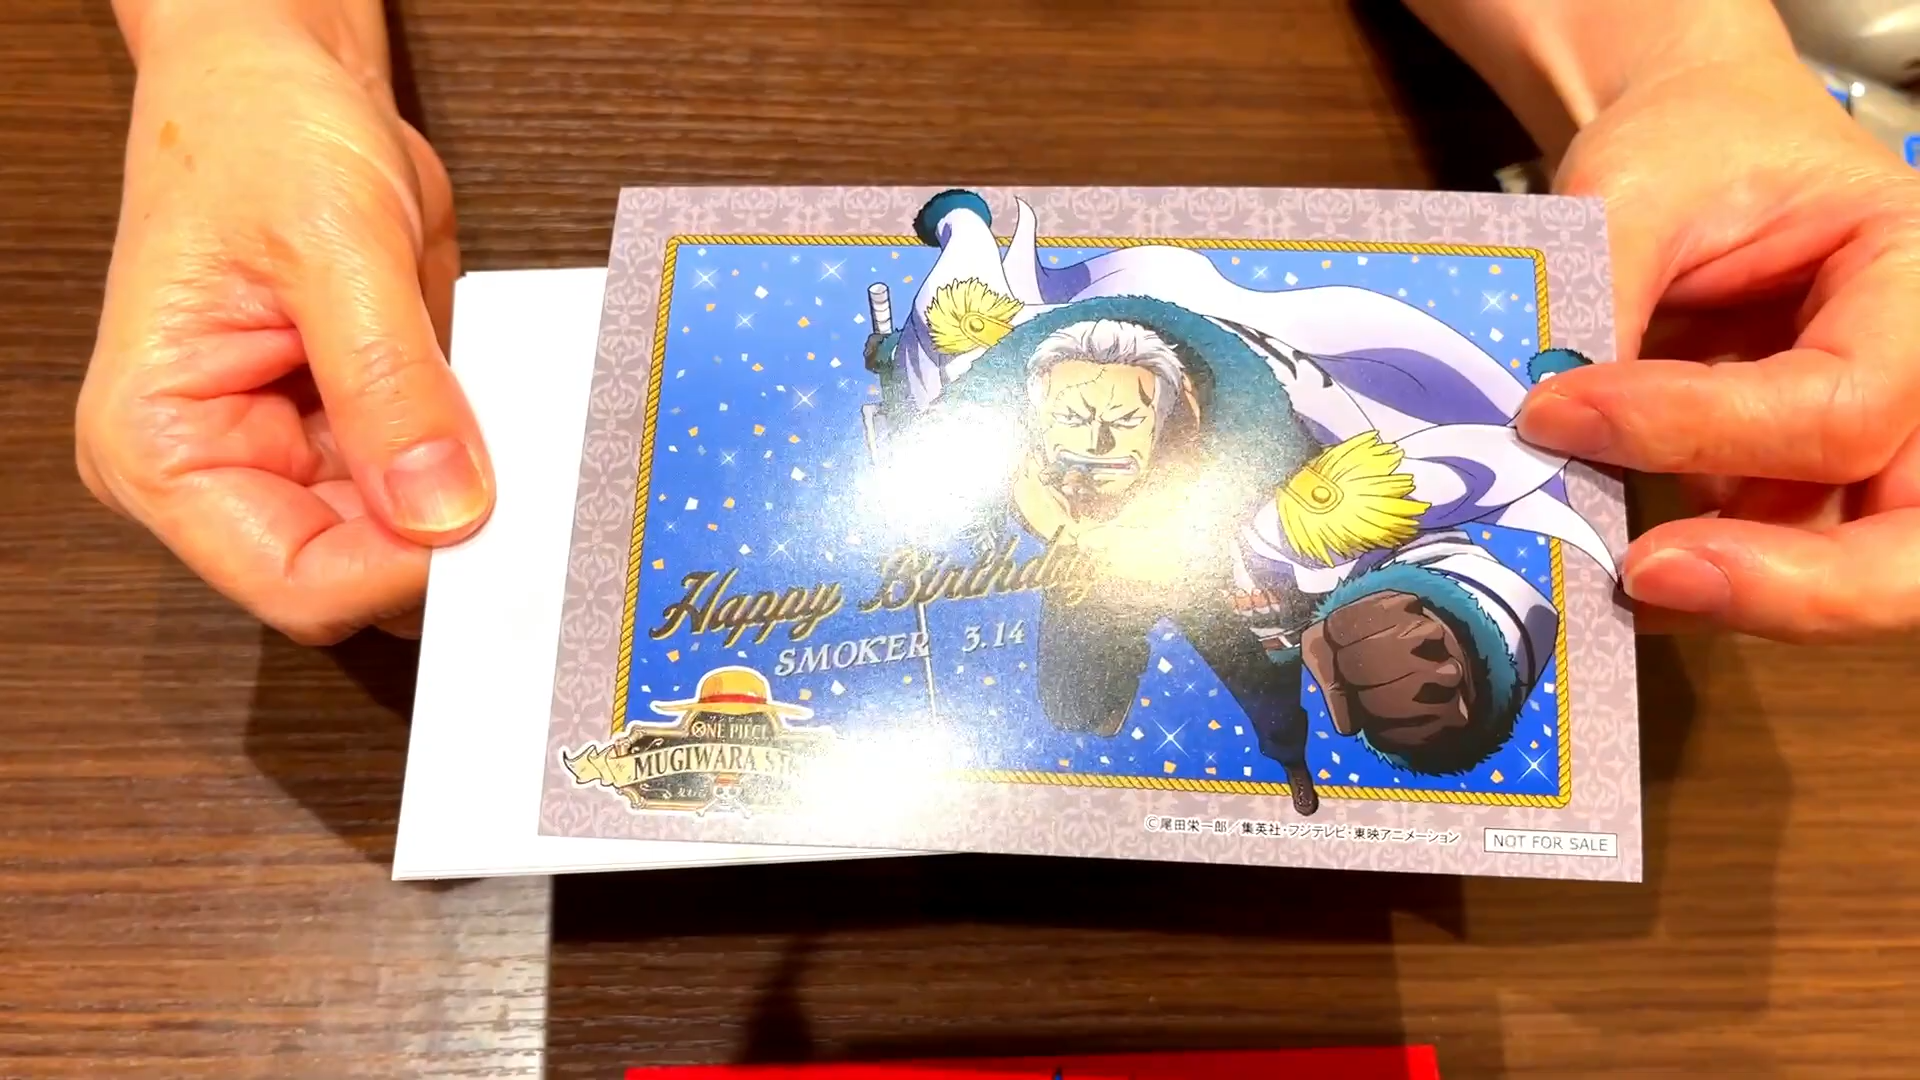 Happy Birthday
SMOKER 3.14
ONE PIECE
MUGIWARA
©尾田栄一郎／集英社・フジテレビ・東映アニメーション
NOT FOR SALE